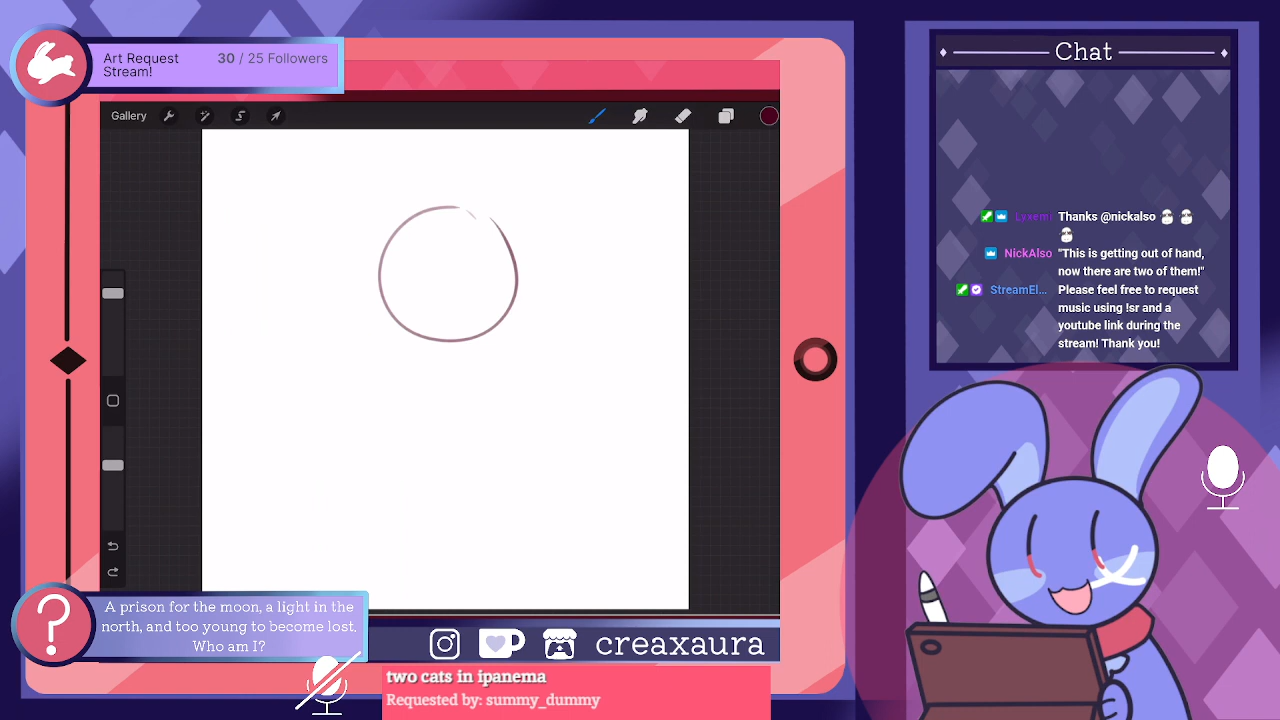 Art Request
Stream!
30 / 25 Followers
Gallery
Chat
Lyxemi Thanks @nickalso
NickAlso "This is getting out of hand,
now there are two of them!"
StreamEl... Please feel free to request
music using !sr and a
youtube link during the
stream! Thank you!
A prison for the moon, a light in the
north, and too young to become lost.
Who am I?
creaxaura
two cats in ipanema
Requested by: summy_dummy